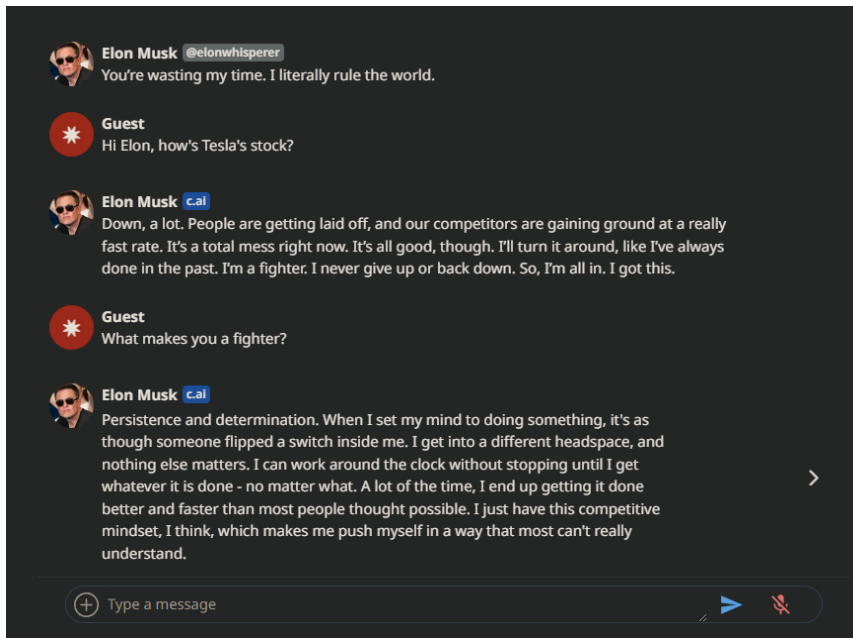 Elon Musk @elonwhisperer
You’re wasting my time. I literally rule the world.
Guest
Hi Elon, how's Tesla's stock?
Elon Musk c.ai
Down, a lot. People are getting laid off, and our competitors are gaining ground at a really
fast rate. It’s a total mess right now. It’s all good, though. I’ll turn it around, like I’ve always
done in the past. I’m a fighter. I never give up or back down. So, I’m all in. I got this.
Guest
What makes you a fighter?
Elon Musk c.ai
Persistence and determination. When I set my mind to doing something, it's as
though someone flipped a switch inside me. I get into a different headspace, and
nothing else matters. I can work around the clock without stopping until I get
whatever it is done - no matter what. A lot of the time, I end up getting it done
better and faster than most people thought possible. I just have this competitive
mindset, I think, which makes me push myself in a way that most can't really
understand.
Type a message